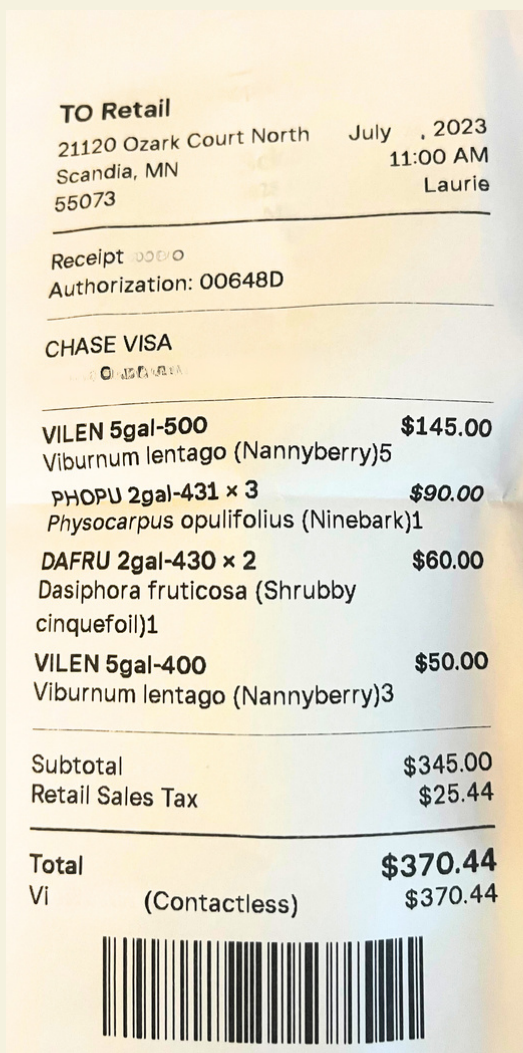 TO Retail
21120 Ozark Court North
Scandia, MN
55073
July , 2023
11:00 AM
Laurie
Receipt
Authorization: 00648D
CHASE VISA
VILEN 5gal-500 $145.00
Viburnum lentago (Nannyberry)5
PHOPU 2gal-431 × 3 $90.00
Physocarpus opulifolius (Ninebark)1
DAFRU 2gal-430 × 2 $60.00
Dasiphora fruticosa (Shrubby
cinquefoil)1
VILEN 5gal-400 $50.00
Viburnum lentago (Nannyberry)3
Subtotal $345.00
Retail Sales Tax $25.44
Total $370.44
Vi (Contactless) $370.44